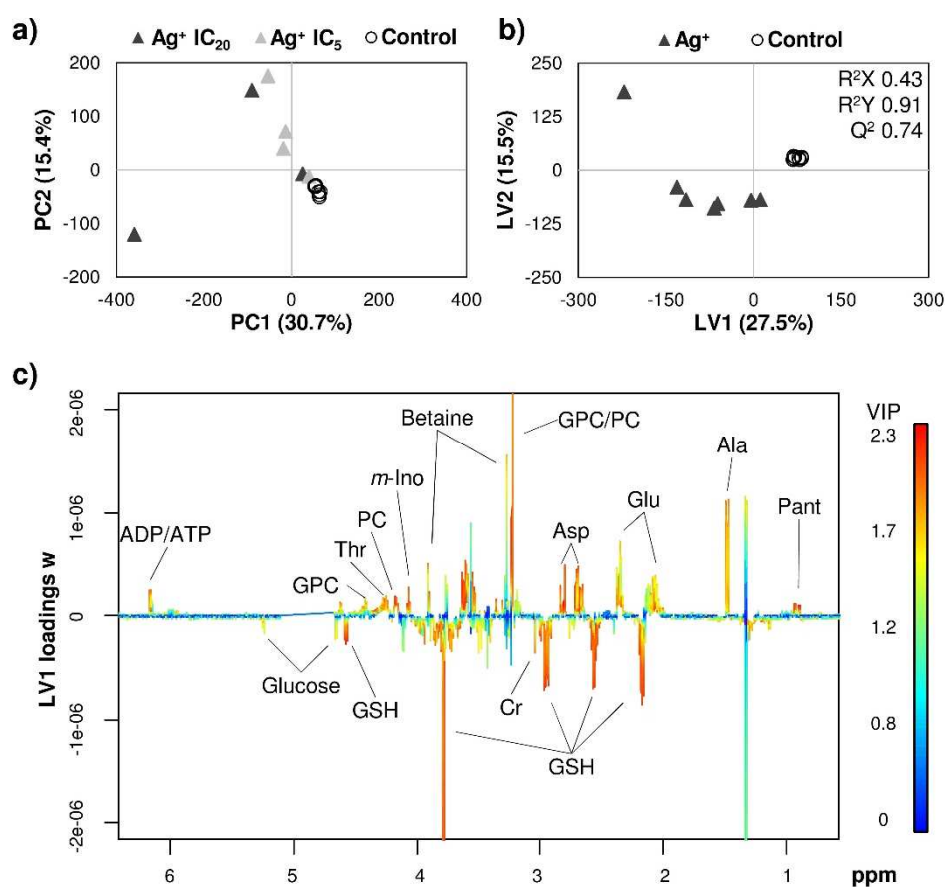 a)
▲ Ag⁺ IC₂₀ ▲ Ag⁺ IC₅ ○ Control
200
100
0
-100
-200
PC2 (15.4%)
-400 -200 0 200 400
PC1 (30.7%)
b)
▲ Ag⁺ ○ Control
R²X 0.43
R²Y 0.91
Q² 0.74
250
125
0
-125
-250
LV2 (15.5%)
-300 -150 0 150 300
LV1 (27.5%)
c)
LV1 loadings w
2e-06
1e-06
0
-1e-06
-2e-06
ADP/ATP
GPC
Thr
PC
m-Ino
Betaine
GPC/PC
Asp
Glu
Ala
Pant
Glucose
GSH
Cr
GSH
6 5 4 3 2 1 ppm
VIP
2.3
1.7
1.2
0.8
0